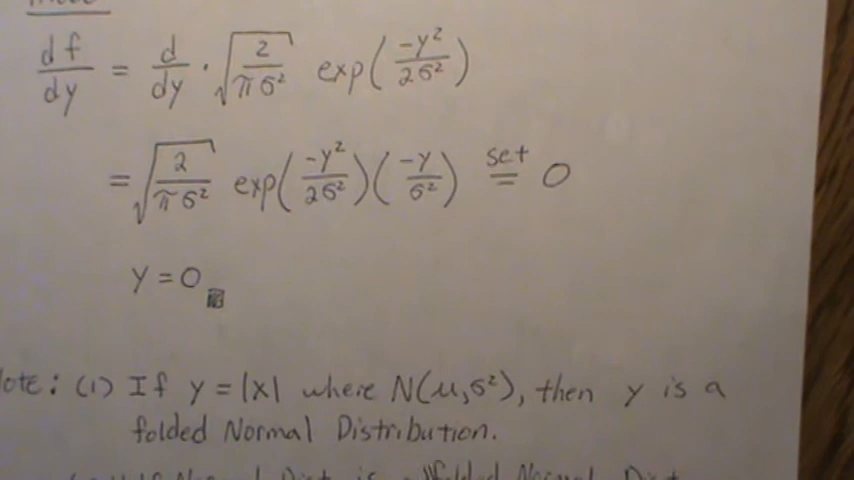 df/dy = d/dy · √(2/πσ²) exp(-y²/2σ²)
= √(2/πσ²) exp(-y²/2σ²)(-y/σ²) set = 0
y = 0
: (1) If y = |x| where N(μ,σ²), then y is a
folded Normal Distribution.